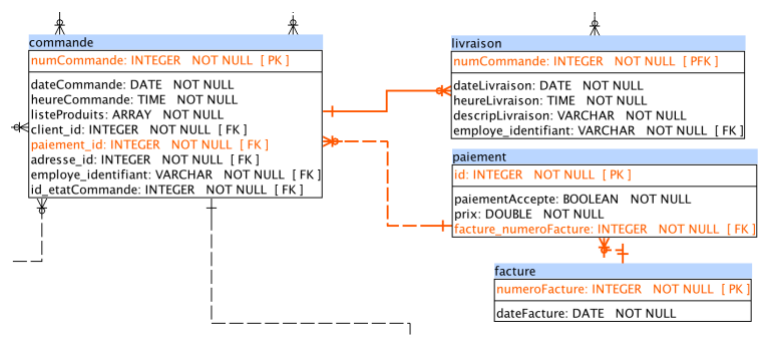 commande
numCommande: INTEGER NOT NULL [ PK ]
dateCommande: DATE NOT NULL
heureCommande: TIME NOT NULL
listeProduits: ARRAY NOT NULL
client_id: INTEGER NOT NULL [ FK ]
paiement_id: INTEGER NOT NULL [ FK ]
adresse_id: INTEGER NOT NULL [ FK ]
employe_identifiant: VARCHAR NOT NULL [ FK ]
id_etatCommande: INTEGER NOT NULL [ FK ]
livraison
numCommande: INTEGER NOT NULL [ PFK ]
dateLivraison: DATE NOT NULL
heureLivraison: TIME NOT NULL
descripLivraison: VARCHAR NOT NULL
employe_identifiant: VARCHAR NOT NULL [ FK ]
paiement
id: INTEGER NOT NULL [ PK ]
paiementAccepte: BOOLEAN NOT NULL
prix: DOUBLE NOT NULL
facture_numeroFacture: INTEGER NOT NULL [ FK ]
facture
numeroFacture: INTEGER NOT NULL [ PK ]
dateFacture: DATE NOT NULL